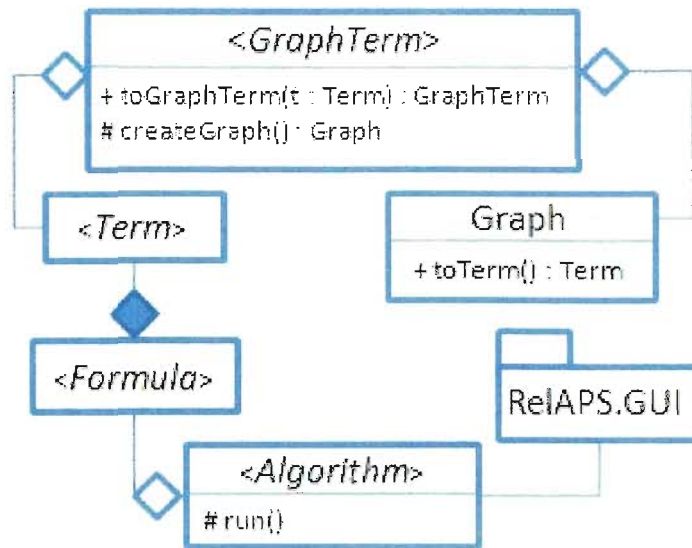 <GraphTerm>
+ toGraphTerm(t : Term) : GraphTerm
# createGraph() : Graph
<Term>
Graph
+ toTerm() : Term
<Formula>
RelAPS.GUI
<Algorithm>
# run()